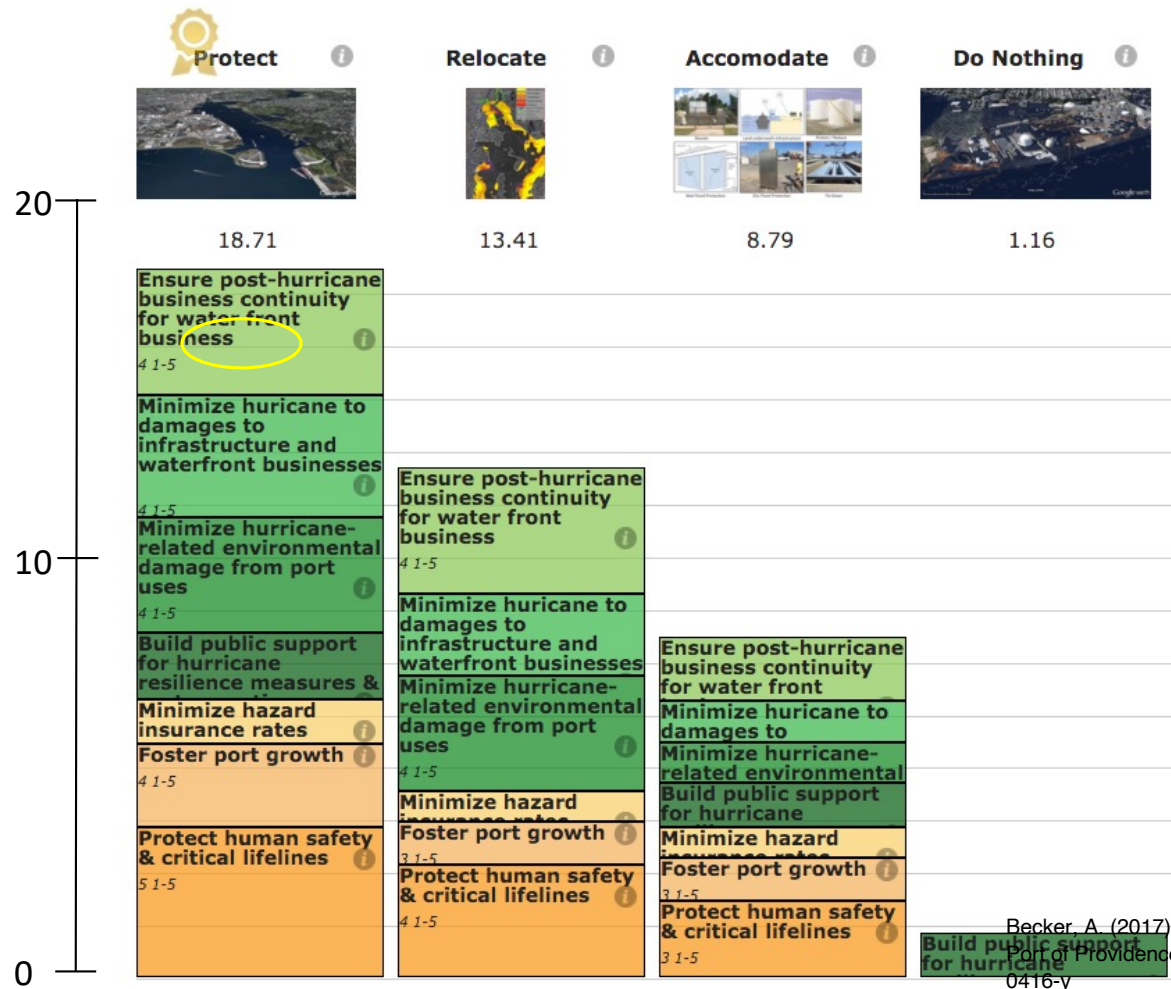 Protect
Relocate
Accomodate
Do Nothing
20
10
0
18.71
13.41
8.79
1.16
Google earth
Ensure post-hurricane
business continuity
for water front
business
4 1-5
Minimize huricane to
damages to
infrastructure and
waterfront businesses
4 1-5
Minimize hurricane-
related environmental
damage from port
uses
4 1-5
Build public support
for hurricane
resilience measures &
Minimize hazard
insurance rates
Foster port growth
4 1-5
Protect human safety
& critical lifelines
5 1-5
Ensure post-hurricane
business continuity
for water front
business
4 1-5
Minimize huricane to
damages to
infrastructure and
waterfront businesses
Minimize hurricane-
related environmental
damage from port
uses
4 1-5
Minimize hazard
insurance rates
Foster port growth
3 1-5
Protect human safety
& critical lifelines
4 1-5
Ensure post-hurricane
business continuity
for water front
Minimize huricane to
damages to
Minimize hurricane-
related environmental
Build public support
for hurricane
Minimize hazard
insurance rates
Foster port growth
3 1-5
Protect human safety
& critical lifelines
3 1-5
Build public support
for hurricane
Becker, A. (2017)
Port of Providence
0416-y